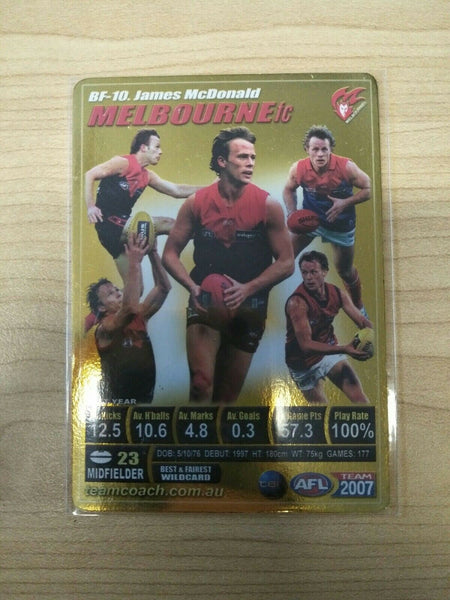 BF-10. James McDonald
MELBOURNE ic
YEAR
Kicks Av. H'balls Av. Marks Av. Goals Game Pts Play Rate
12.5 10.6 4.8 0.3 57.3 100%
DOB: 5/10/76 DEBUT: 1997 HT: 180cm WT: 75kg GAMES: 177
23
MIDFIELDER
BEST & FAIREST
WILDCARD
teamcoach.com.au
AFL
TEAM
2007